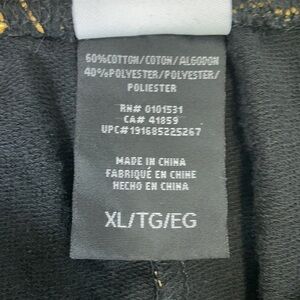 60%COTTON/COTON/ALGODON
40%POLYESTER/POLYESTER/
POLIESTER
RN# 0101531
CA# 41859
UPC#191685225267
MADE IN CHINA
FABRIQUÉ EN CHINE
HECHO EN CHINA
XL/TG/EG